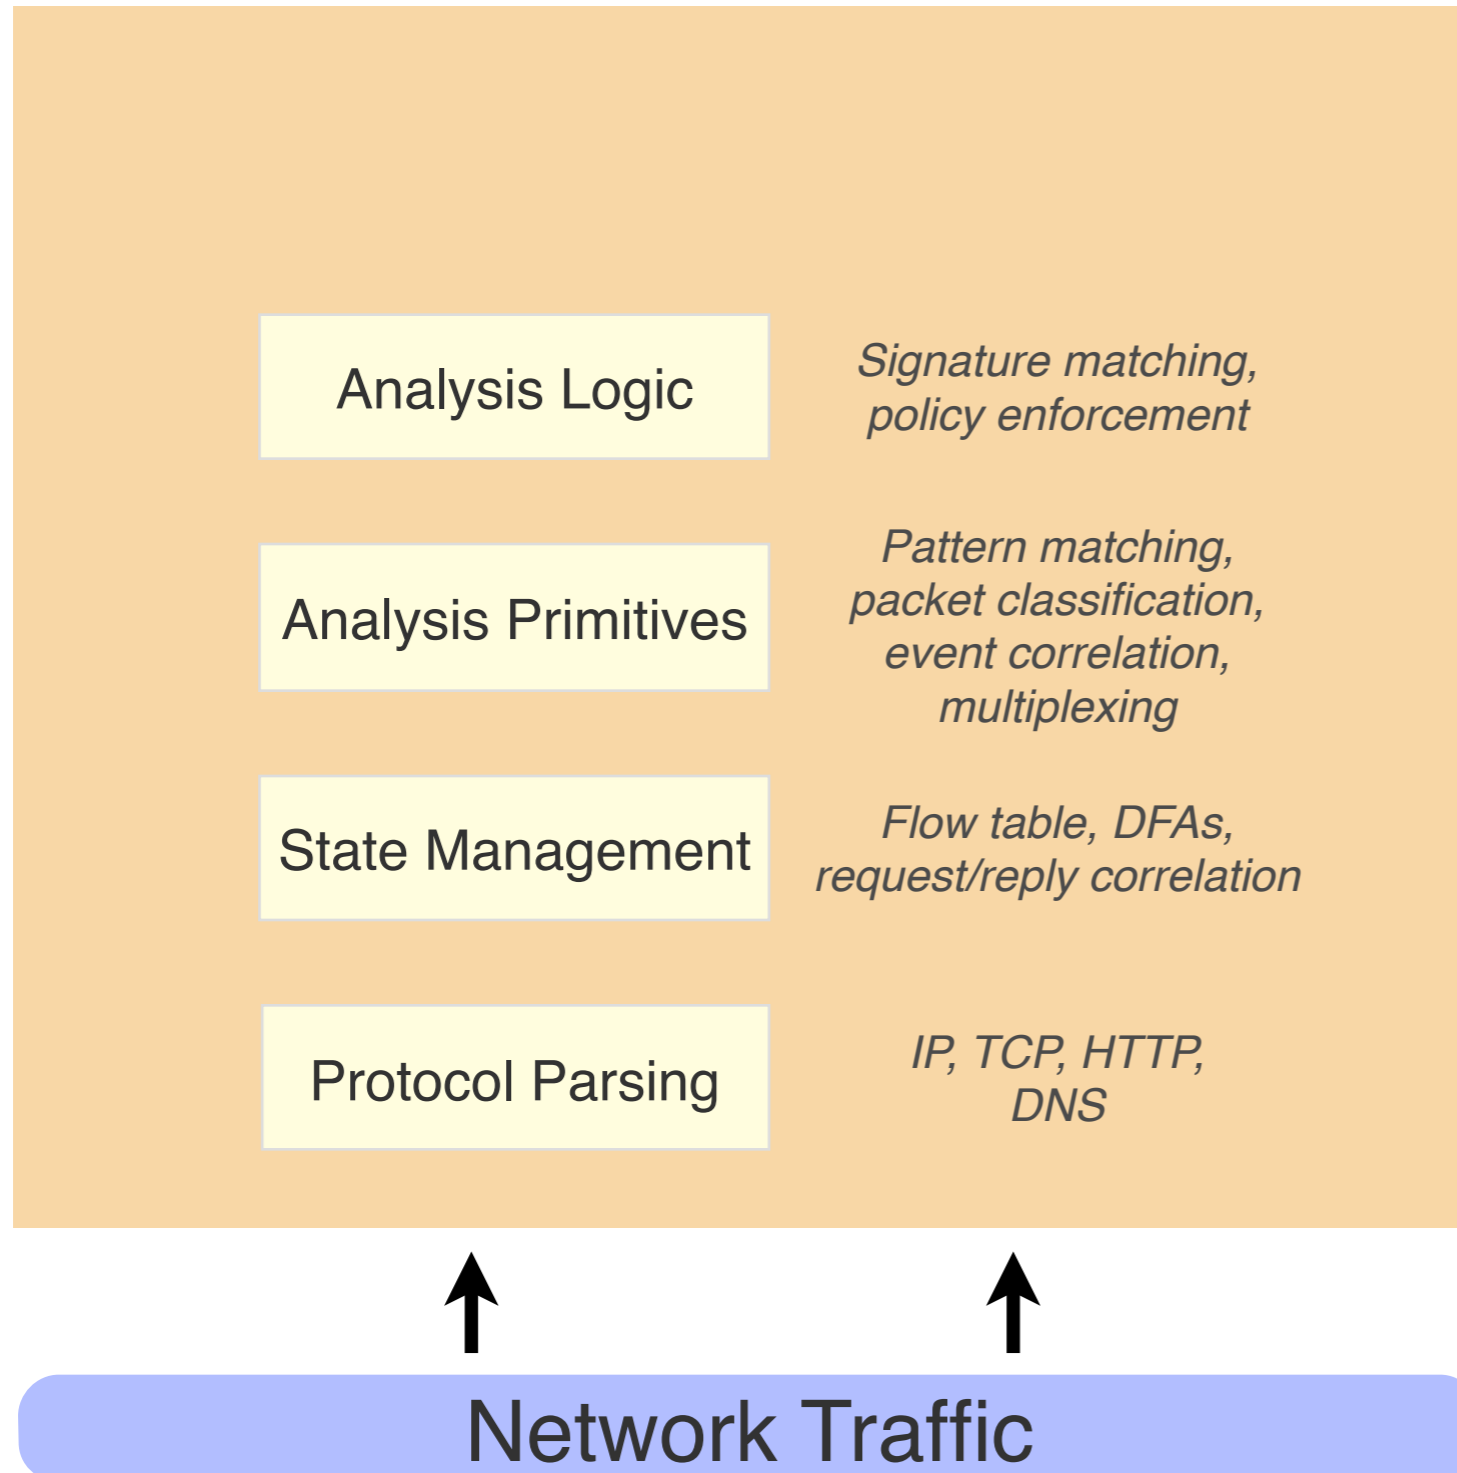 Analysis Logic
Signature matching,
policy enforcement
Analysis Primitives
Pattern matching,
packet classification,
event correlation,
multiplexing
State Management
Flow table, DFAs,
request/reply correlation
Protocol Parsing
IP, TCP, HTTP,
DNS
Network Traffic